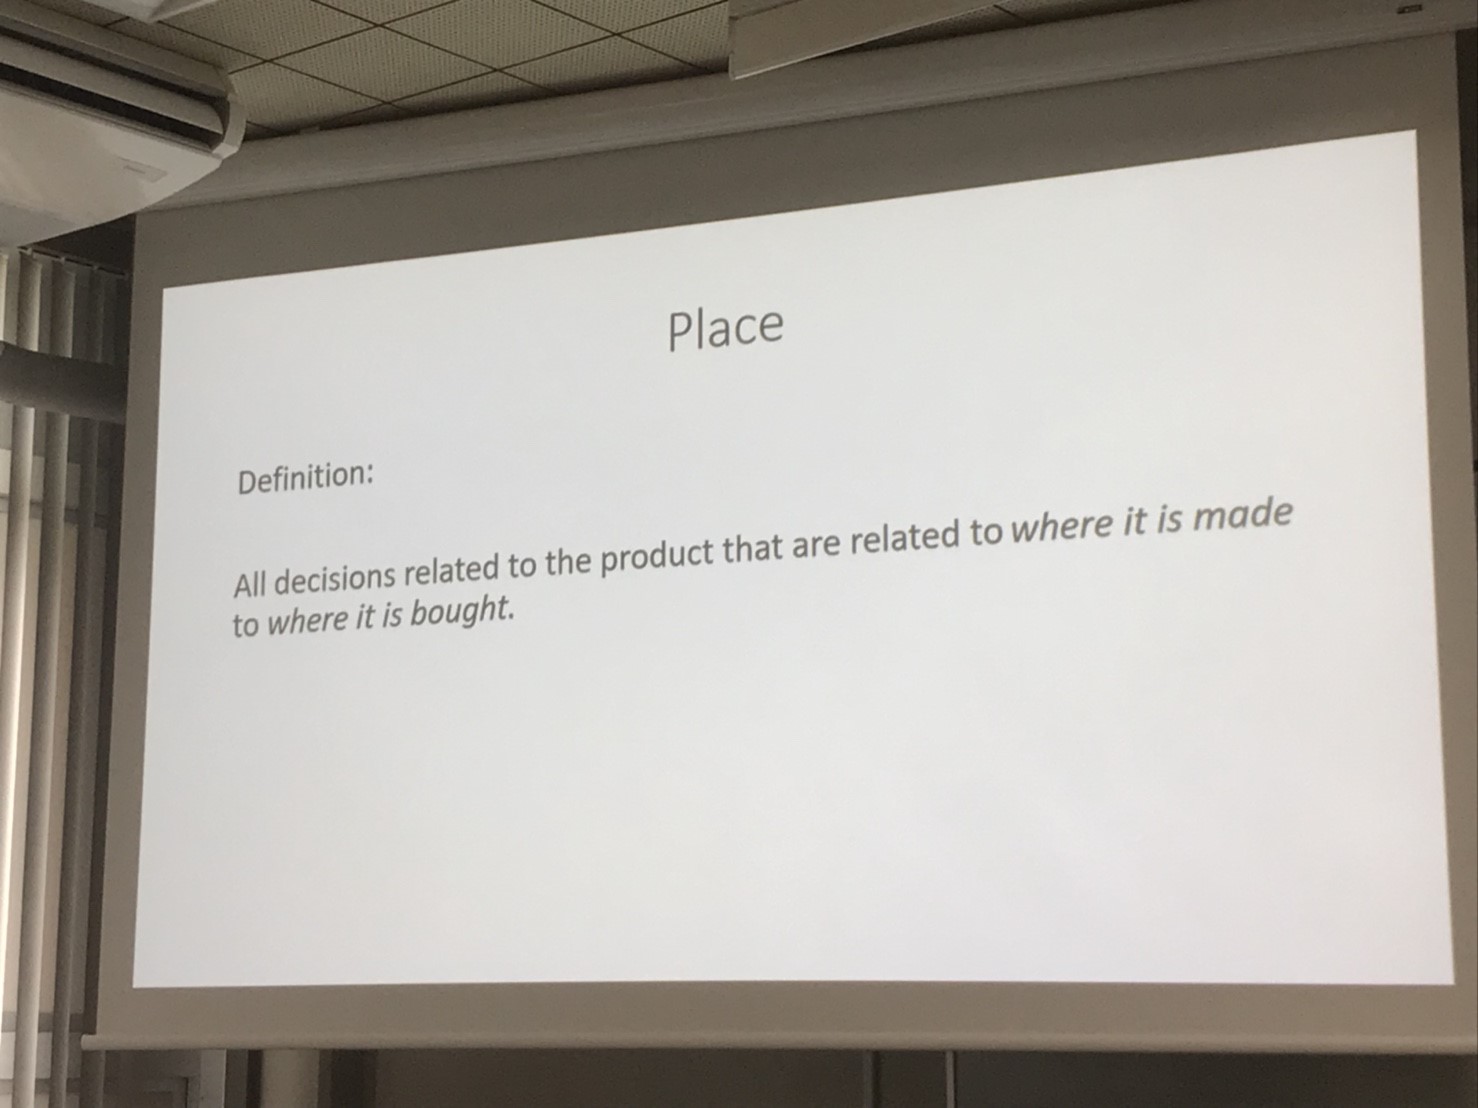 Place
Definition:
All decisions related to the product that are related to where it is made
to where it is bought.